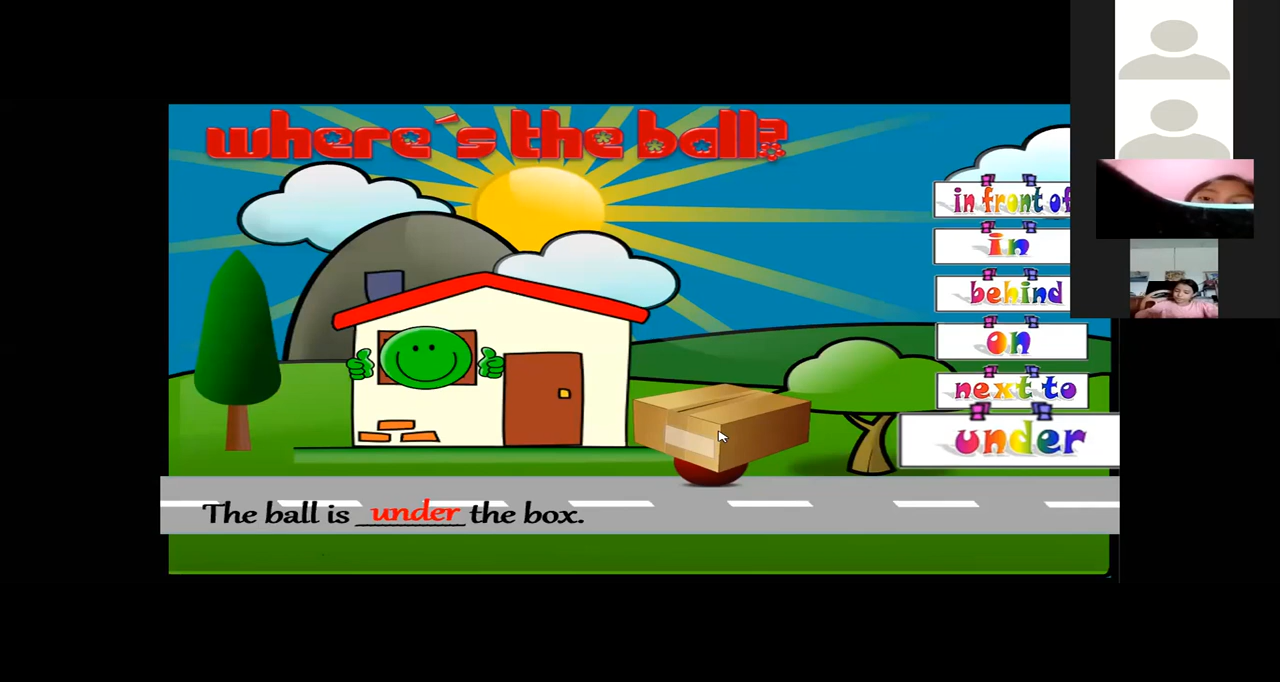 where´s the ball?
in front of
in
behind
on
next to
under
The ball is under the box.